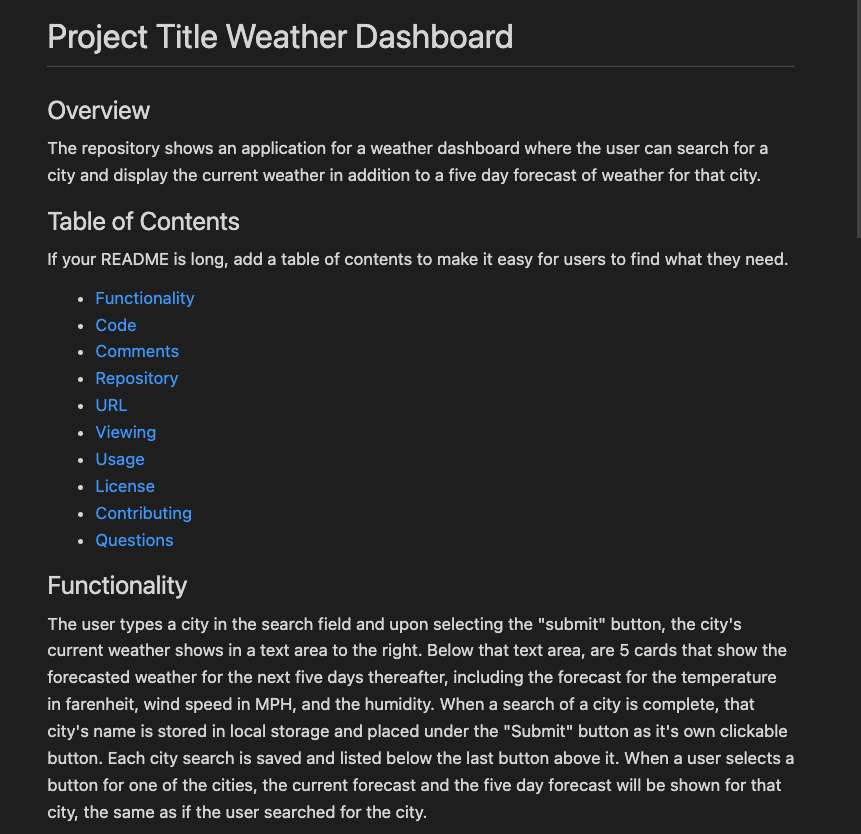 Project Title Weather Dashboard
Overview
The repository shows an application for a weather dashboard where the user can search for a
city and display the current weather in addition to a five day forecast of weather for that city.
Table of Contents
If your README is long, add a table of contents to make it easy for users to find what they need.
• Functionality
• Code
• Comments
• Repository
• URL
• Viewing
• Usage
• License
• Contributing
• Questions
Functionality
The user types a city in the search field and upon selecting the "submit" button, the city's
current weather shows in a text area to the right. Below that text area, are 5 cards that show the
forecasted weather for the next five days thereafter, including the forecast for the temperature
in farenheit, wind speed in MPH, and the humidity. When a search of a city is complete, that
city's name is stored in local storage and placed under the "Submit" button as it's own clickable
button. Each city search is saved and listed below the last button above it. When a user selects a
button for one of the cities, the current forecast and the five day forecast will be shown for that
city, the same as if the user searched for the city.